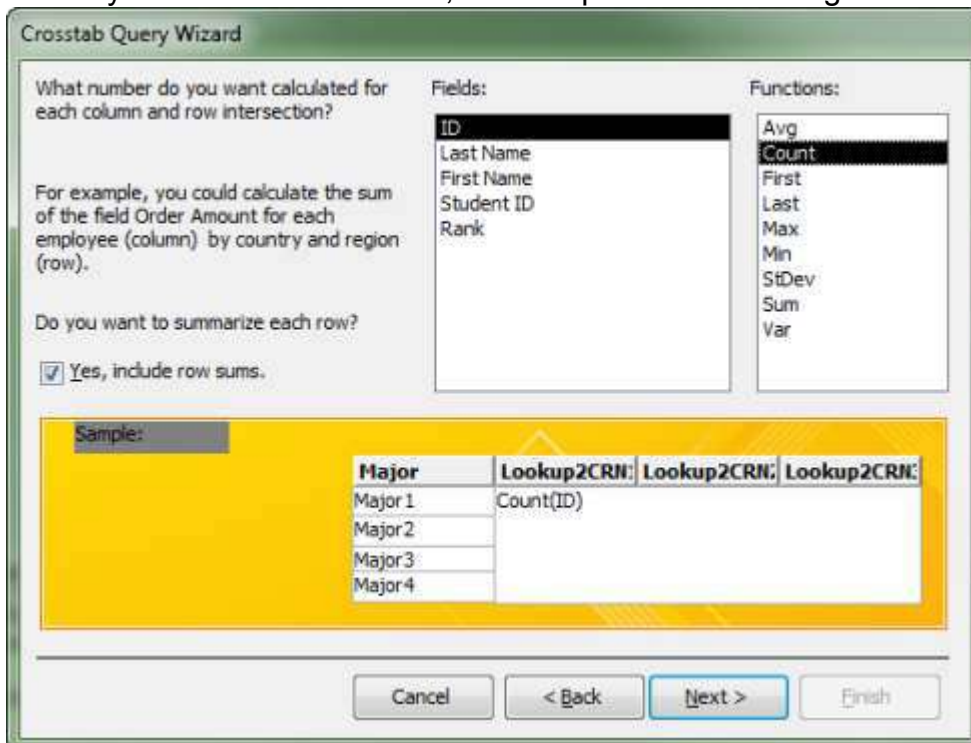 Crosstab Query Wizard
What number do you want calculated for
each column and row intersection?
For example, you could calculate the sum
of the field Order Amount for each
employee (column) by country and region
(row).
Do you want to summarize each row?
Yes, include row sums.
Fields:
ID
Last Name
First Name
Student ID
Rank
Functions:
Avg
Count
First
Last
Max
Min
StDev
Sum
Var
Sample:
Major Lookup2CRN1 Lookup2CRN2 Lookup2CRN3
Major1 Count(ID)
Major2
Major3
Major4
Cancel < Back Next > Finish